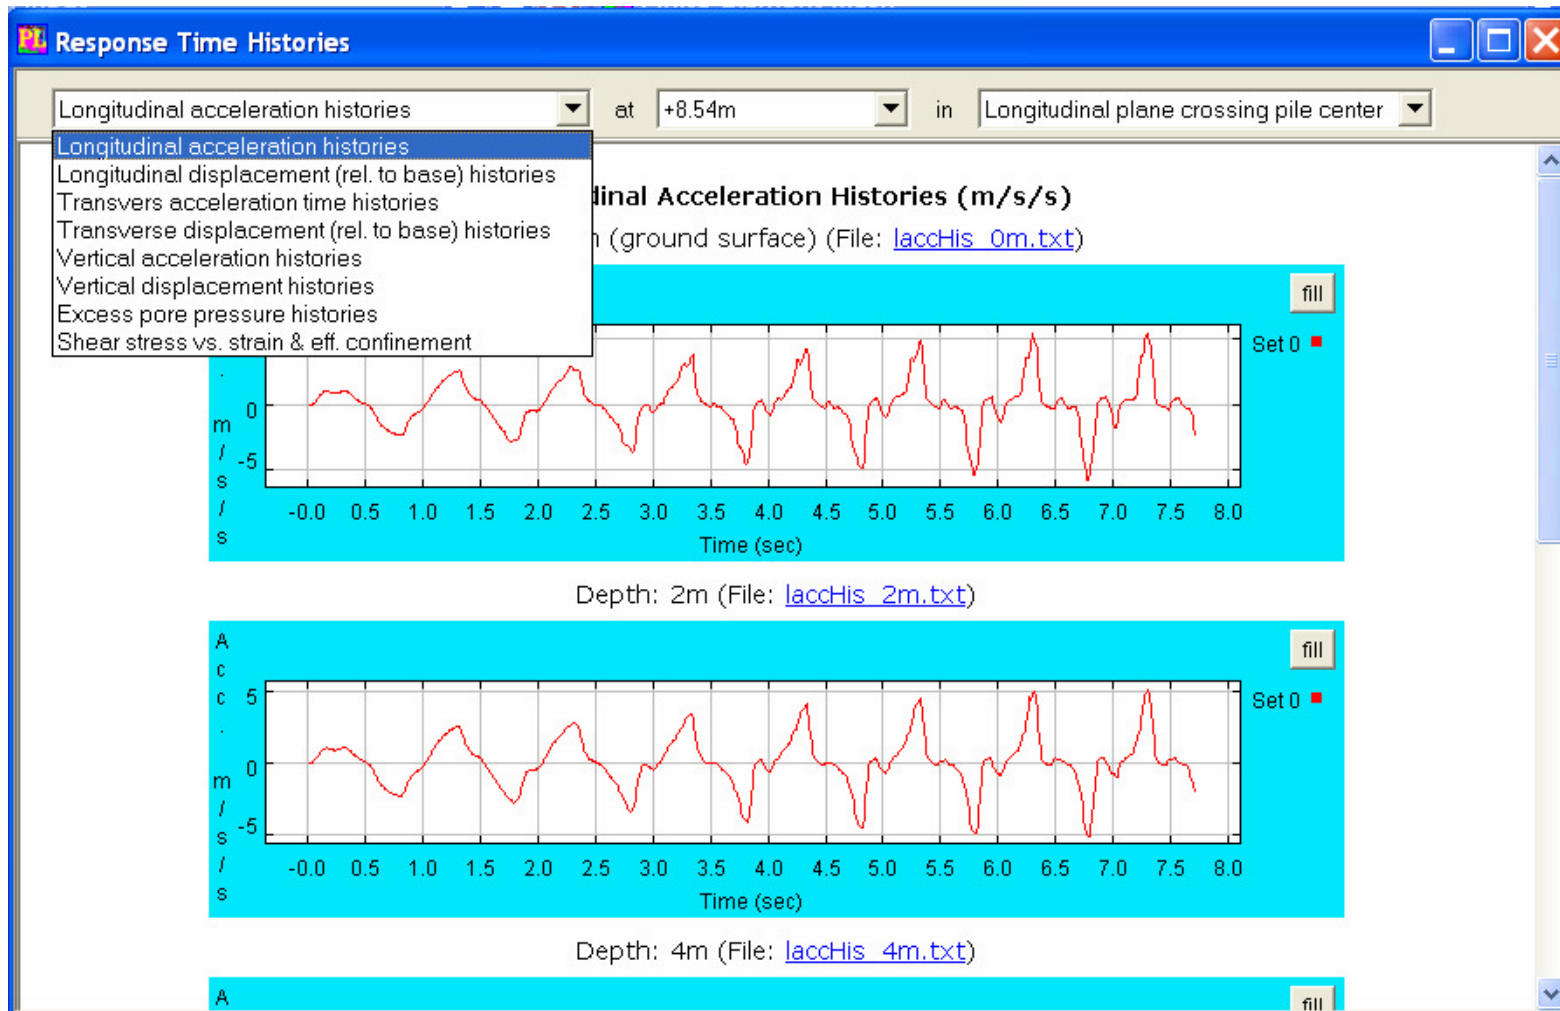 Response Time Histories
Longitudinal acceleration histories at +8.54m in Longitudinal plane crossing pile center
Longitudinal acceleration histories
Longitudinal displacement (rel. to base) histories
Transvers acceleration time histories
Transverse displacement (rel. to base) histories
Vertical acceleration histories
Vertical displacement histories
Excess pore pressure histories
Shear stress vs. strain & eff. confinement
dinal Acceleration Histories (m/s/s)
(ground surface) (File: laccHis_0m.txt)
fill
Set 0
0
-5
m/s/s
-0.0 0.5 1.0 1.5 2.0 2.5 3.0 3.5 4.0 4.5 5.0 5.5 6.0 6.5 7.0 7.5 8.0
Time (sec)
Depth: 2m (File: laccHis_2m.txt)
fill
Acc. m/s/s
5
Set 0
0
-5
-0.0 0.5 1.0 1.5 2.0 2.5 3.0 3.5 4.0 4.5 5.0 5.5 6.0 6.5 7.0 7.5 8.0
Time (sec)
Depth: 4m (File: laccHis_4m.txt)
A
fill